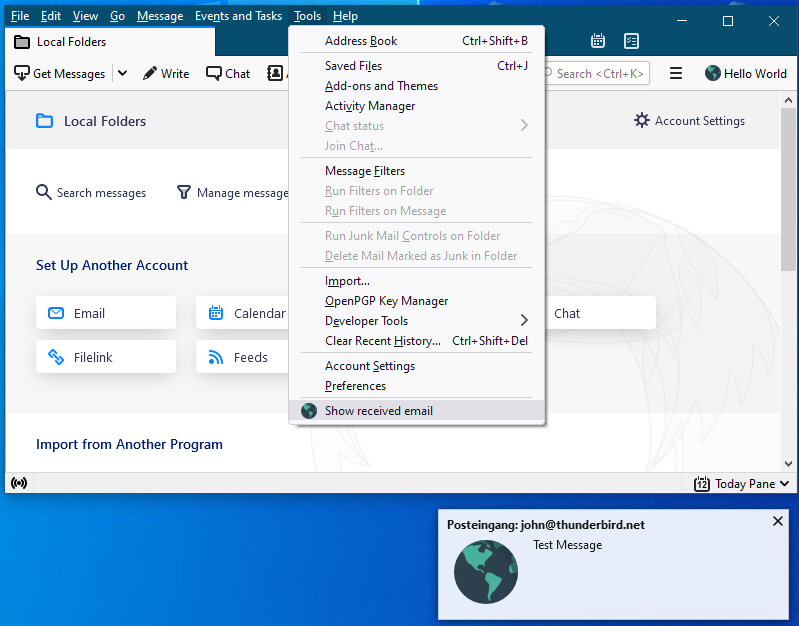 File Edit View Go Message Events and Tasks Tools Help
Local Folders
Get Messages Write Chat Search <Ctrl+K> Hello World
Address Book Ctrl+Shift+B
Saved Files Ctrl+J
Add-ons and Themes
Activity Manager
Chat status
Join Chat...
Message Filters
Run Filters on Folder
Run Filters on Message
Run Junk Mail Controls on Folder
Delete Mail Marked as Junk in Folder
Import...
OpenPGP Key Manager
Developer Tools
Clear Recent History... Ctrl+Shift+Del
Account Settings
Preferences
Show received email
Local Folders Account Settings
Search messages Manage message
Set Up Another Account
Email Calendar Chat
Filelink Feeds
Import from Another Program
12 Today Pane
Posteingang: john@thunderbird.net
Test Message